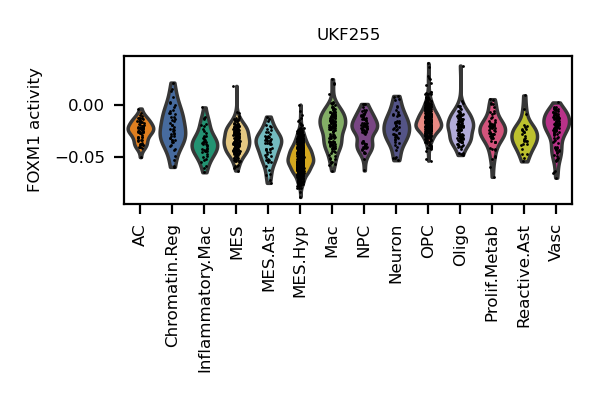 UKF255
FOXM1 activity
0.00
−0.05
AC
Chromatin.Reg
Inflammatory.Mac
MES
MES.Ast
MES.Hyp
Mac
NPC
Neuron
OPC
Oligo
Prolif.Metab
Reactive.Ast
Vasc